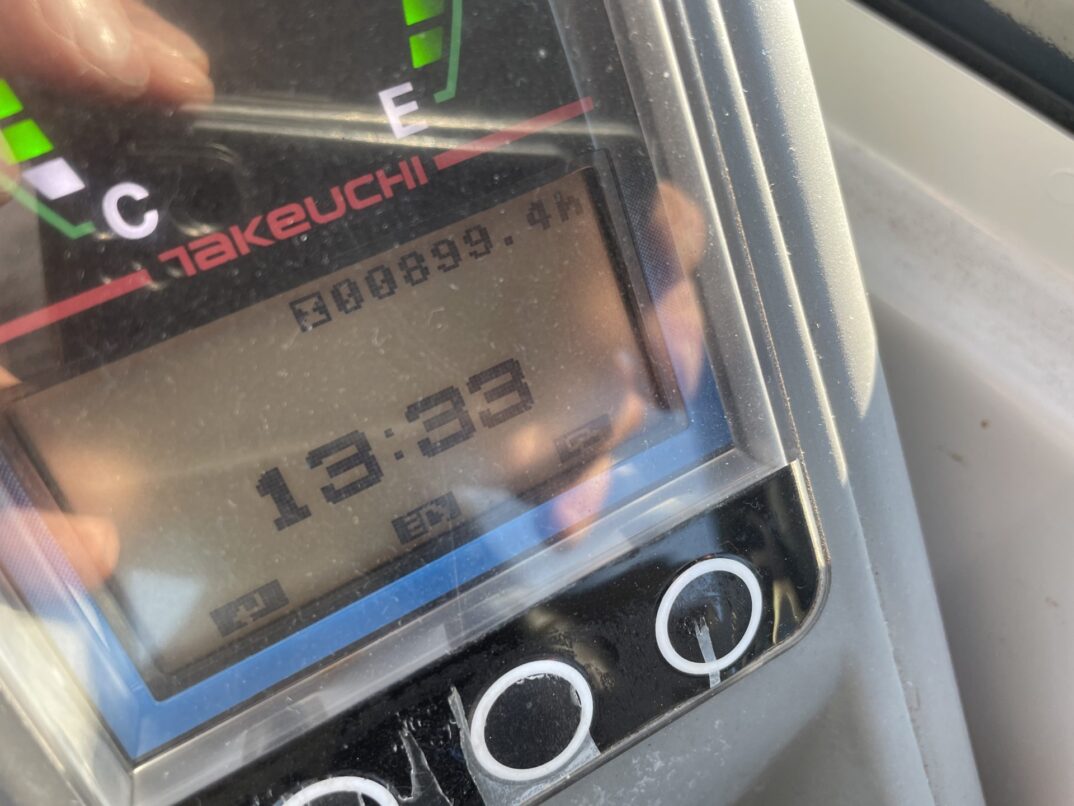 E
C
TAKEUCHI
00899.4h
13:33